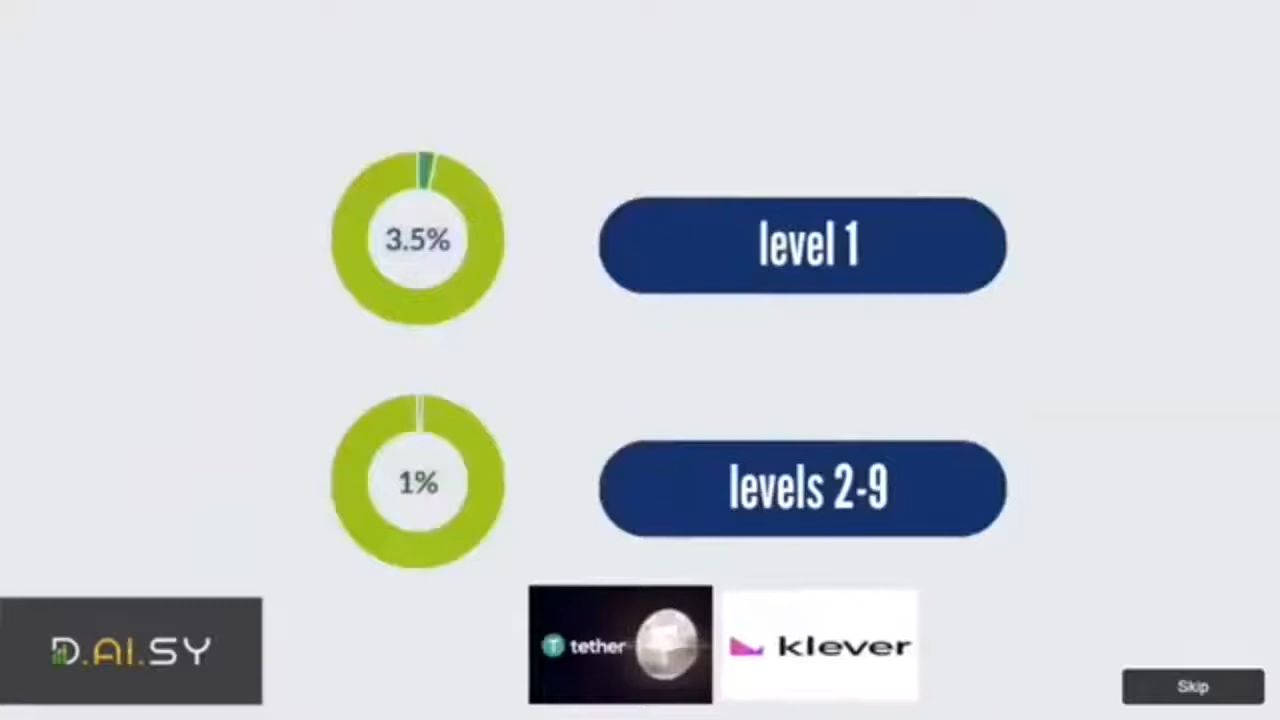 3.5%
level 1
1%
levels 2-9
D.AI.SY
tether
klever
Skip